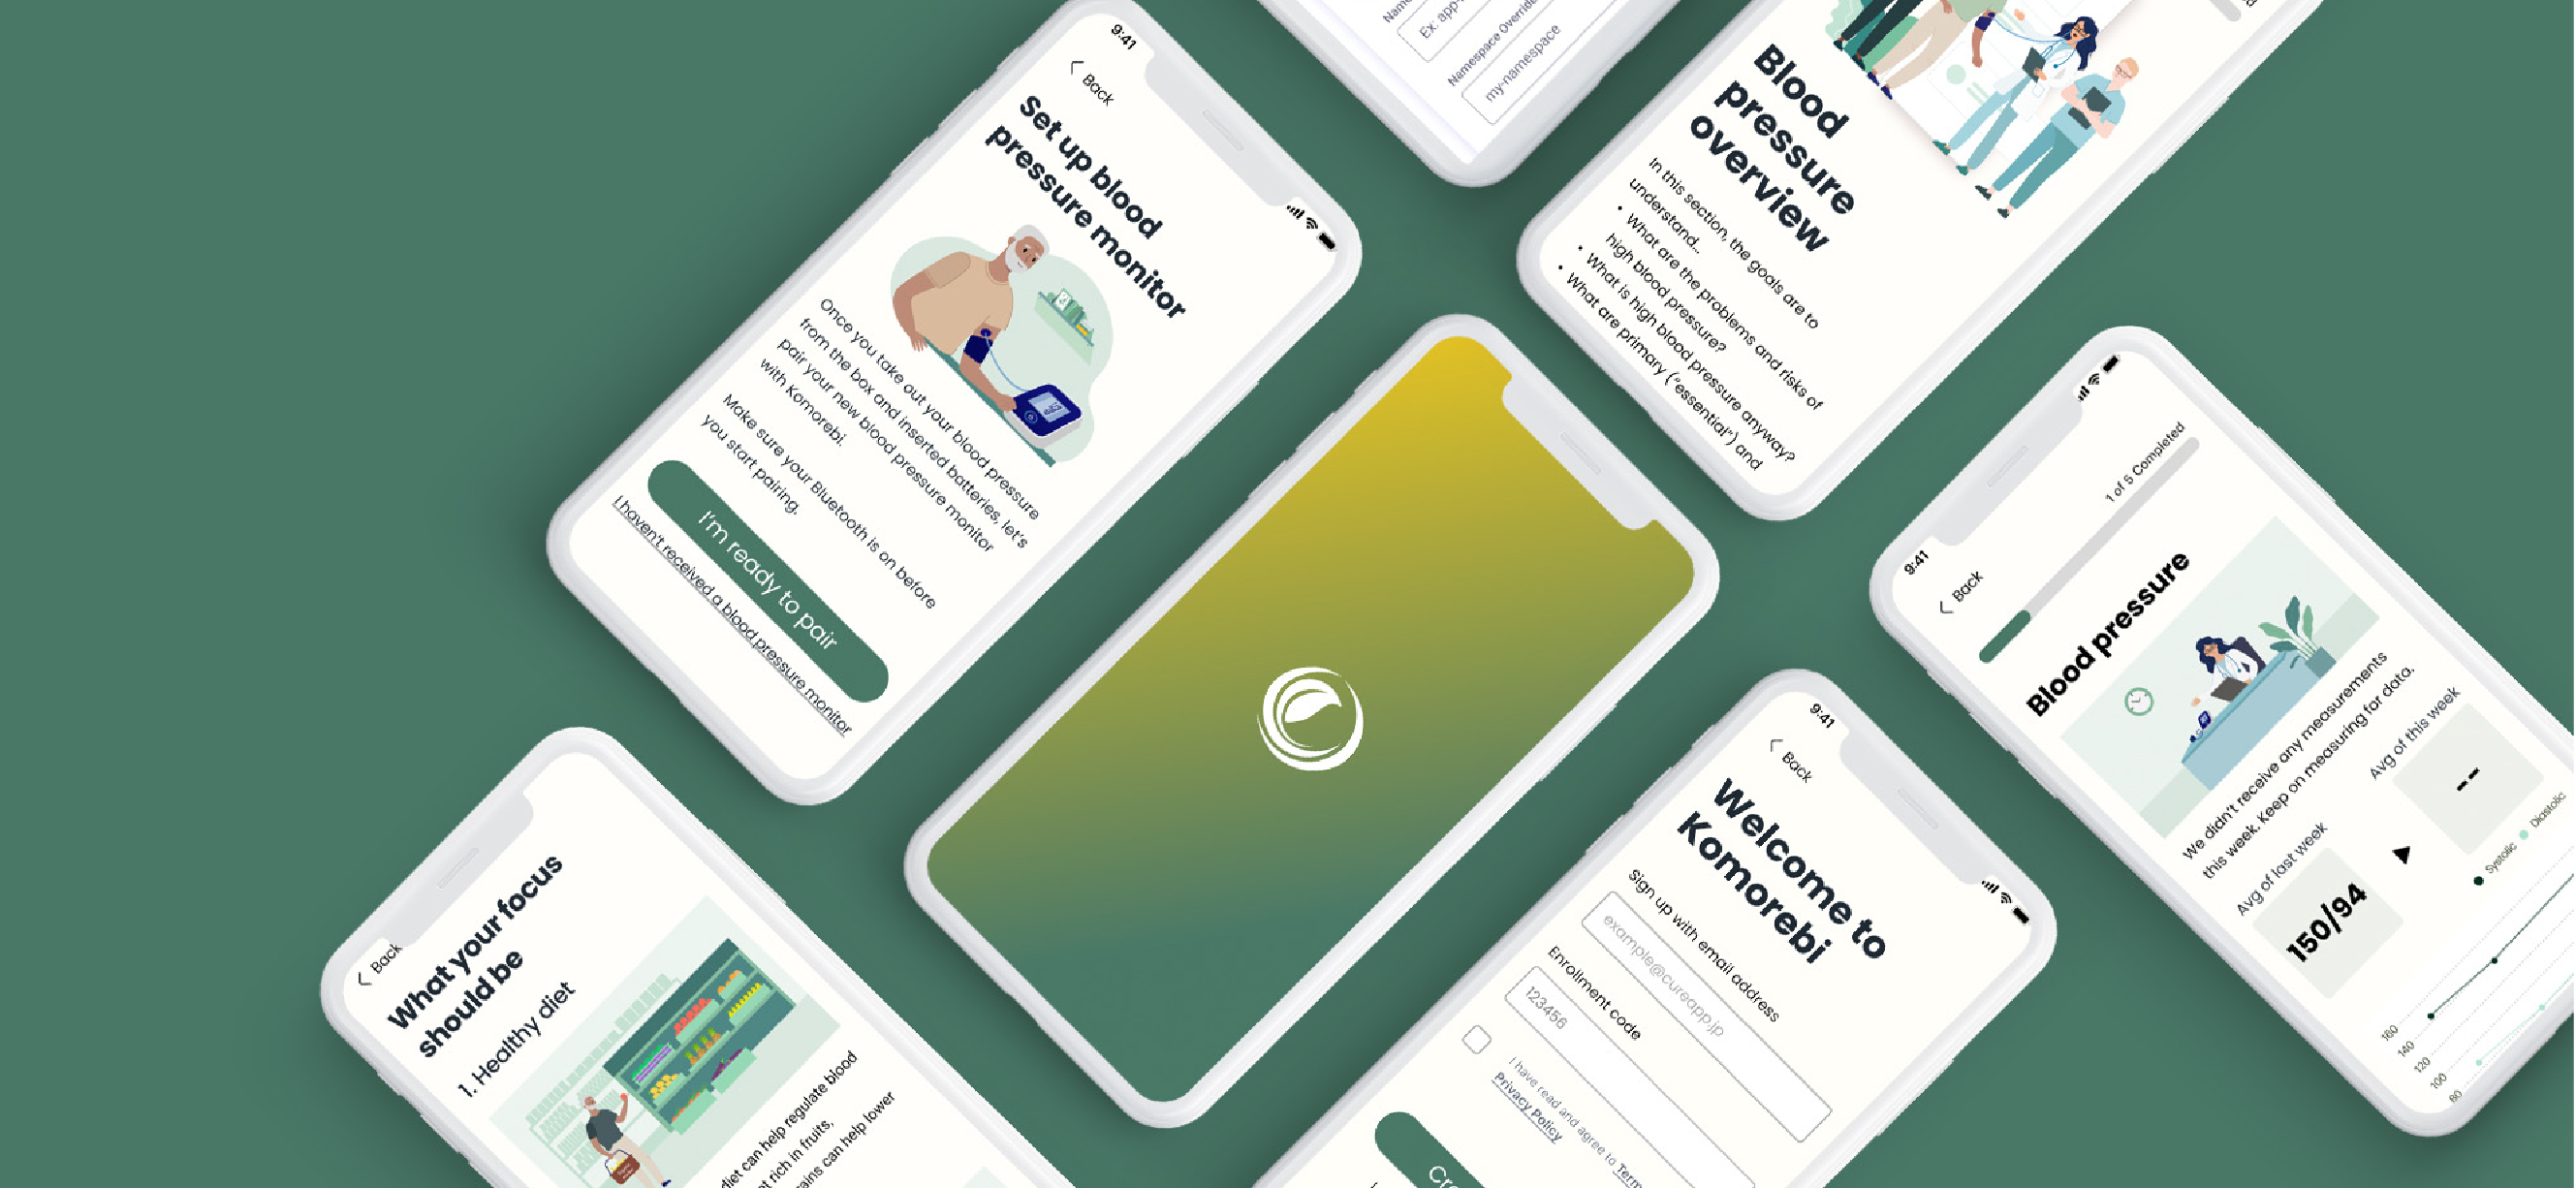 9:41
Back
Set up blood
pressure monitor
Once you take out your blood pressure
from the box and inserted batteries, let's
pair your new blood pressure monitor
with Komorebi.
Make sure your Bluetooth is on before
you start pairing.
I'm ready to pair
I haven't received a blood pressure monitor
Ex: app-
Namespace Override
my-namespace
Blood
pressure
overview
In this section, the goals are to
understand...
• What are the problems and risks of
high blood pressure?
• What is high blood pressure anyway?
• What are primary ("essential") and
9:41
Back
1 of 5 Completed
Blood pressure
We didn't receive any measurements
this week. Keep on measuring for data.
Avg of last week
150/94
Avg of this week
--
Systolic
Diastolic
160
140
120
100
80
Back
What your focus
should be
1. Healthy diet
diet can help regulate blood
rich in fruits,
can help lower
9:41
Back
Welcome to
Komorebi
Sign up with email address
example@cureapp.jp
Enrollment code
123456
I have read and agree to Term
Privacy Policy